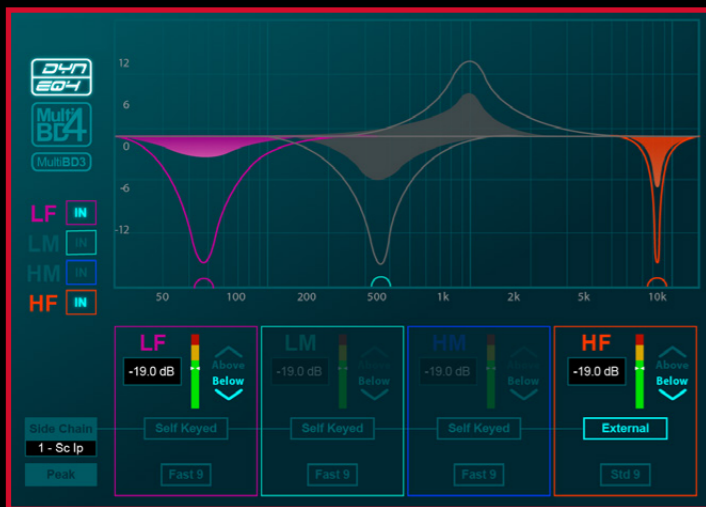 DYN
EQ4
Multi
BD4
MultiBD3
12
6
0
-6
-12
LF IN
LM IN
HM IN
HF IN
50 100 200 500 1k 2k 5k 10k
LF LM HM HF
Above Above Above Above
-19.0 dB -19.0 dB -19.0 dB -19.0 dB
Below Below Below Below
Side Chain Self Keyed Self Keyed Self Keyed External
1 - Sc Ip
Peak Fast 9 Fast 9 Fast 9 Std 9